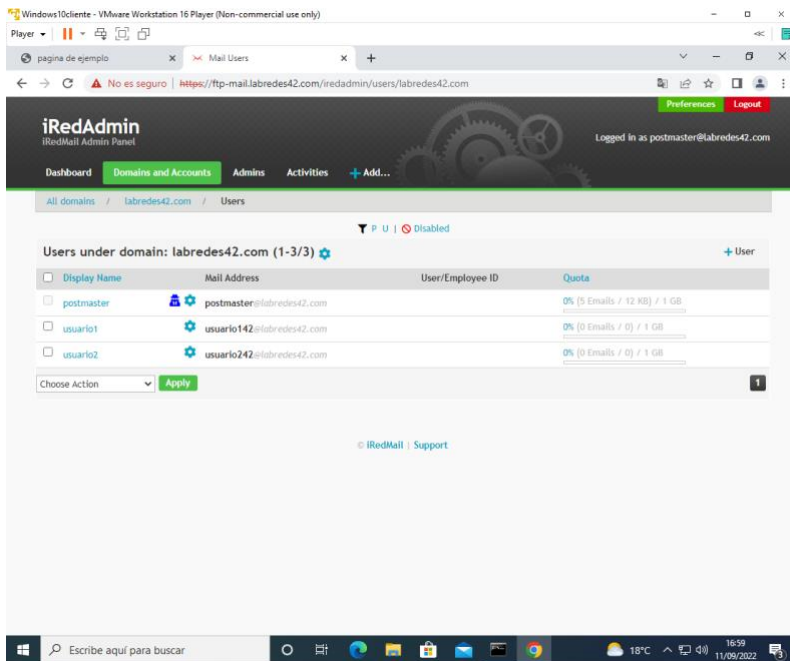 Windows10cliente - VMware Workstation 16 Player (Non-commercial use only)
Player
pagina de ejemplo
Mail Users
No es seguro | https://ftp-mail.labredes42.com/iredadmin/users/labredes42.com
Preferences Logout
iRedAdmin
iRedMail Admin Panel
Logged in as postmaster@labredes42.com
Dashboard Domains and Accounts Admins Activities + Add...
All domains / labredes42.com / Users
P U | Disabled
Users under domain: labredes42.com (1-3/3)
+ User
Display Name Mail Address User/Employee ID Quota
postmaster postmaster@labredes42.com 0% (5 Emails / 12 KB) / 1 GB
usuario1 usuario142@labredes42.com 0% (0 Emails / 0) / 1 GB
usuario2 usuario242@labredes42.com 0% (0 Emails / 0) / 1 GB
Choose Action Apply 1
© iRedMail | Support
Escribe aquí para buscar
18°C
16:59
11/09/2022
3